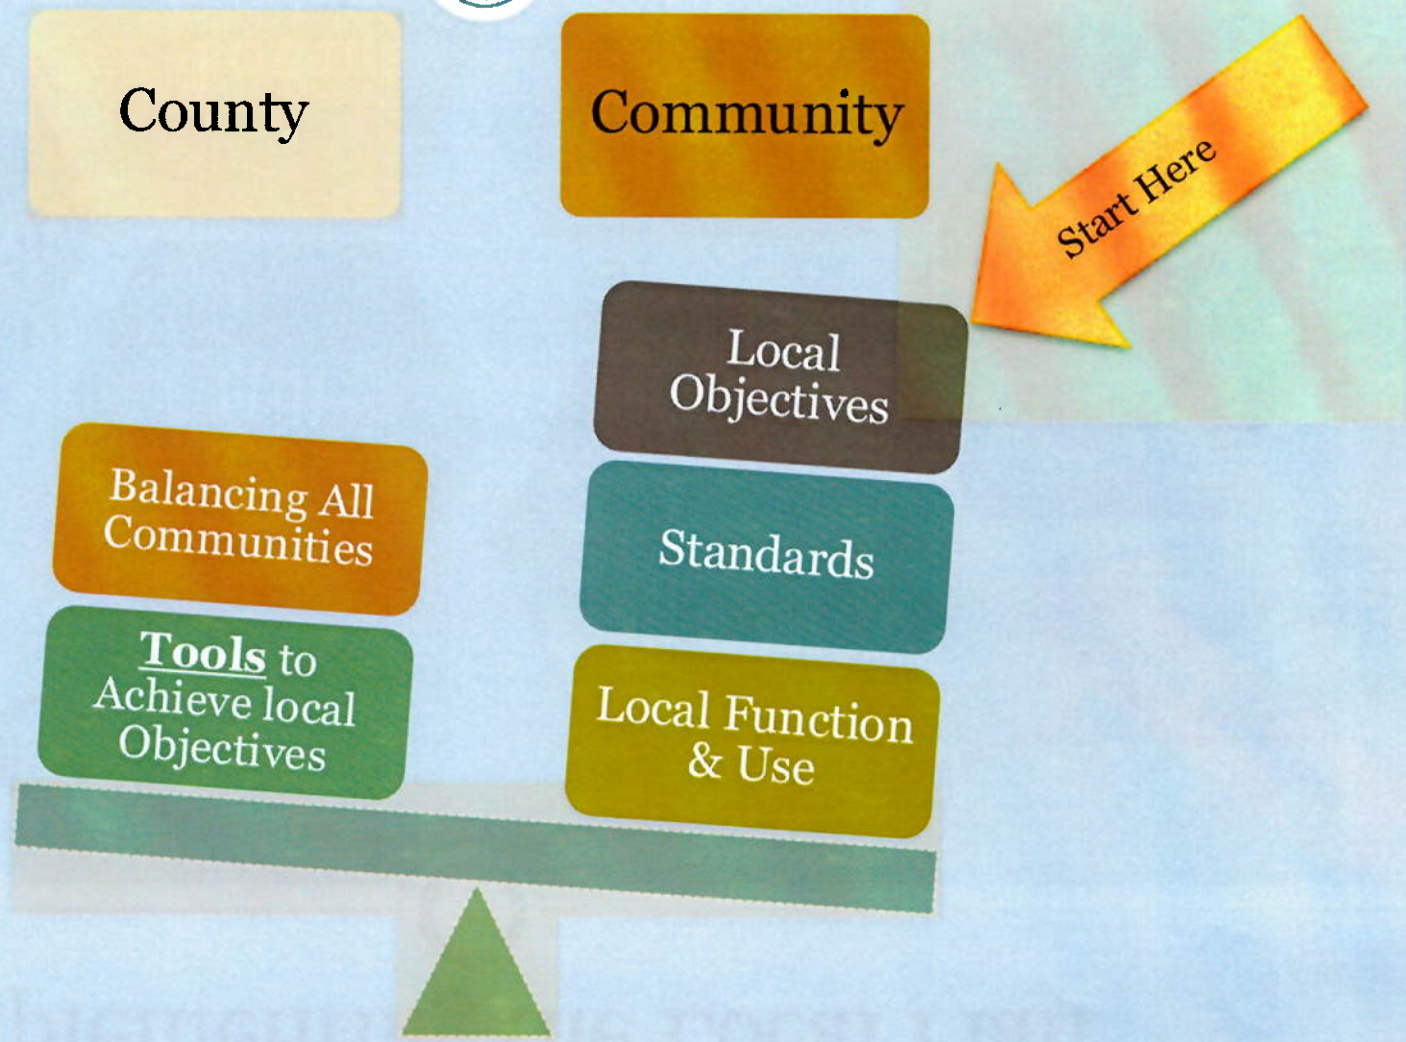 County
Community
Start Here
Local
Objectives
Standards
Local Function
& Use
Balancing All
Communities
Tools to
Achieve local
Objectives